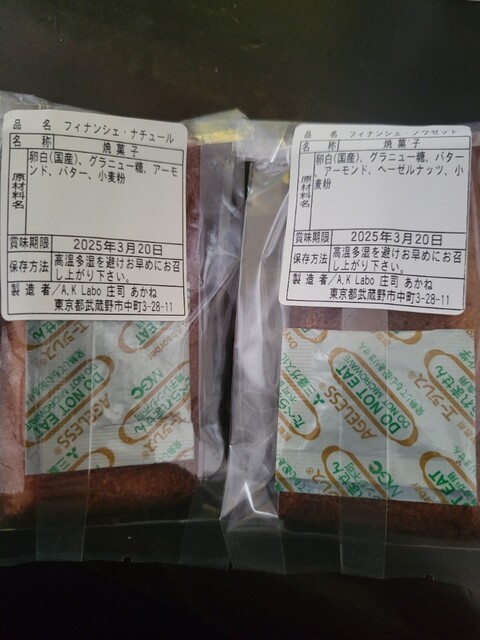 品 名 フィナンシェ・ナチュール
名 称 焼菓子
原材料名 卵白(国産)、グラニュー糖、アーモ
ンド、バター、小麦粉
賞味期限 2025年3月20日
保存方法 高温多湿を避けお早めにお召
し上がり下さい。
製造者 /A.K Labo 庄司 あかね
東京都武蔵野市中町3-28-11
品 名 フィナンシェ・ノワゼット
名 称 焼菓子
原材料名 卵白(国産)、グラニュー糖、バター
アーモンド、ヘーゼルナッツ、小
麦粉
賞味期限 2025年3月20日
保存方法 高温多湿を避けお早めにお召
し上がり下さい。
製造者 /A.K Labo 庄司 あかね
東京都武蔵野市中町3-28-11
DO NOT EAT
AGELESS®
MGC
エージレス®
DO NOT EAT
DO NOT MICROWAVE
AGELESS®
MGC